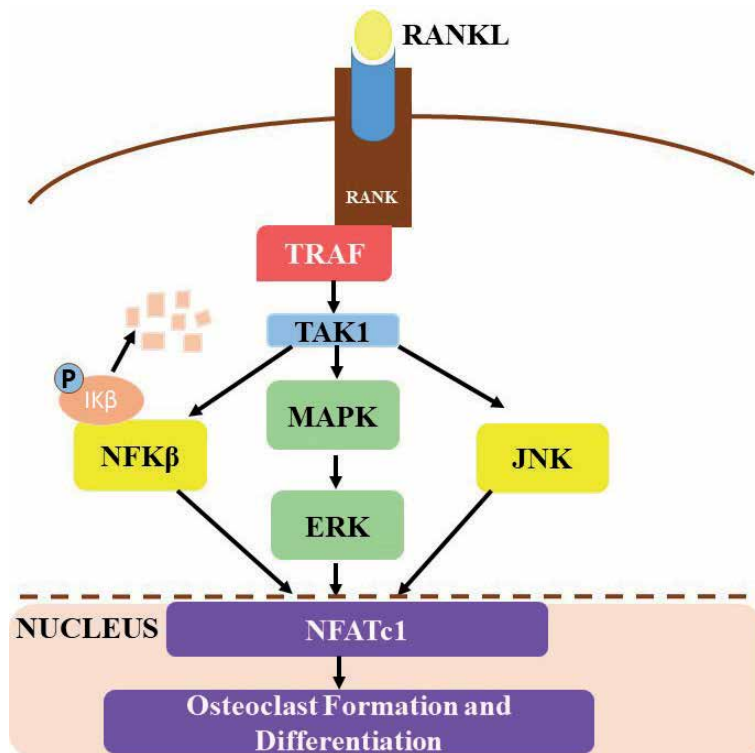 RANKL
RANK
TRAF
TAK1
P
IKβ
NFKβ
MAPK
JNK
ERK
NUCLEUS
NFATc1
Osteoclast Formation and
Differentiation